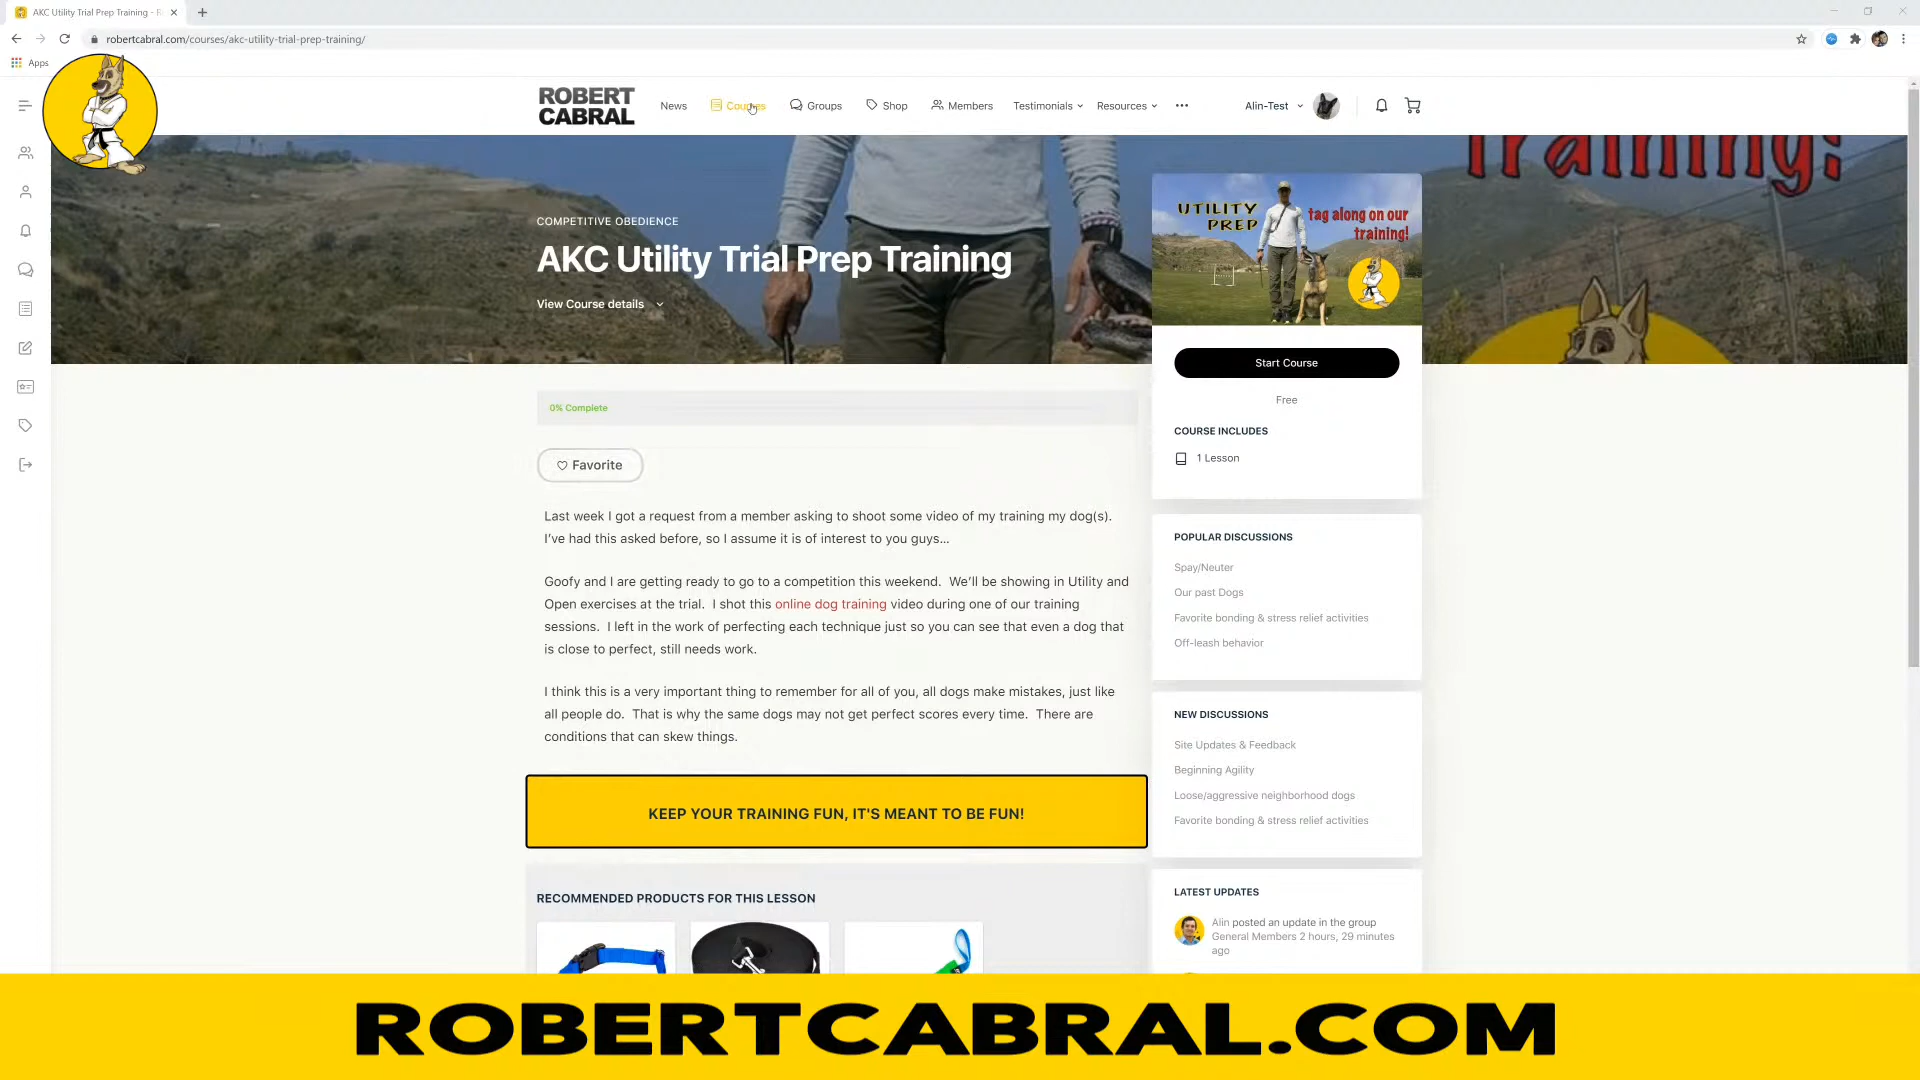 AKC Utility Trial Prep Training - R
robertcabral.com/courses/akc-utility-trial-prep-training/
Apps
ROBERT
CABRAL
News
Courses
Groups
Shop
Members
Testimonials
Resources
Alin-Test
COMPETITIVE OBEDIENCE
AKC Utility Trial Prep Training
View Course details
training!
UTILITY
PREP
tag along on our
training!
Start Course
Free
COURSE INCLUDES
1 Lesson
0% Complete
Favorite
Last week I got a request from a member asking to shoot some video of my training my dog(s).
I've had this asked before, so I assume it is of interest to you guys...
Goofy and I are getting ready to go to a competition this weekend. We'll be showing in Utility and
Open exercises at the trial. I shot this online dog training video during one of our training
sessions. I left in the work of perfecting each technique just so you can see that even a dog that
is close to perfect, still needs work.
I think this is a very important thing to remember for all of you, all dogs make mistakes, just like
all people do. That is why the same dogs may not get perfect scores every time. There are
conditions that can skew things.
KEEP YOUR TRAINING FUN, IT'S MEANT TO BE FUN!
RECOMMENDED PRODUCTS FOR THIS LESSON
POPULAR DISCUSSIONS
Spay/Neuter
Our past Dogs
Favorite bonding & stress relief activities
Off-leash behavior
NEW DISCUSSIONS
Site Updates & Feedback
Beginning Agility
Loose/aggressive neighborhood dogs
Favorite bonding & stress relief activities
LATEST UPDATES
Alin posted an update in the group
General Members 2 hours, 29 minutes
ago
ROBERTCABRAL.COM